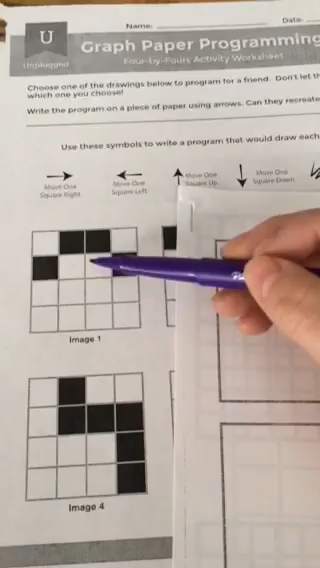 Name:
Date:
U
Unplugged
Graph Paper Programming
Four-by-Fours Activity Worksheet
Choose one of the drawings below to program for a friend. Don't let th
which one you choose!
Write the program on a piece of paper using arrows. Can they recreate
Use these symbols to write a program that would draw each
Move One
Square Right
Move One
Square Left
Move One
Square Up
Move One
Square Down
Image 1
Image 4